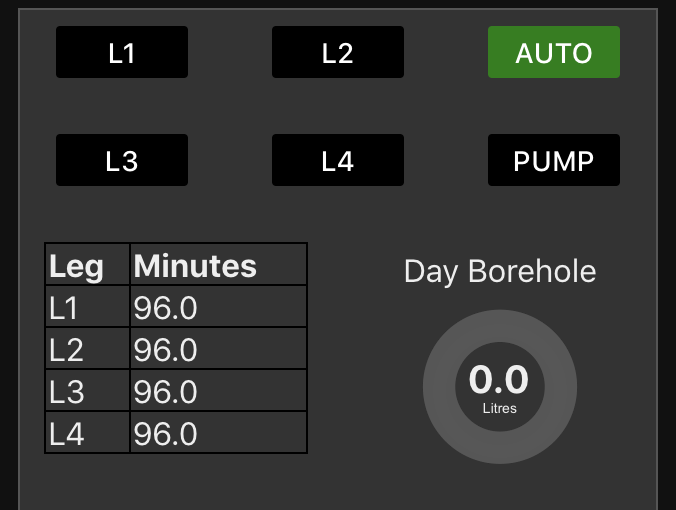 L1 L2 AUTO
L3 L4 PUMP
Leg Minutes
L1 96.0
L2 96.0
L3 96.0
L4 96.0
Day Borehole
0.0
Litres